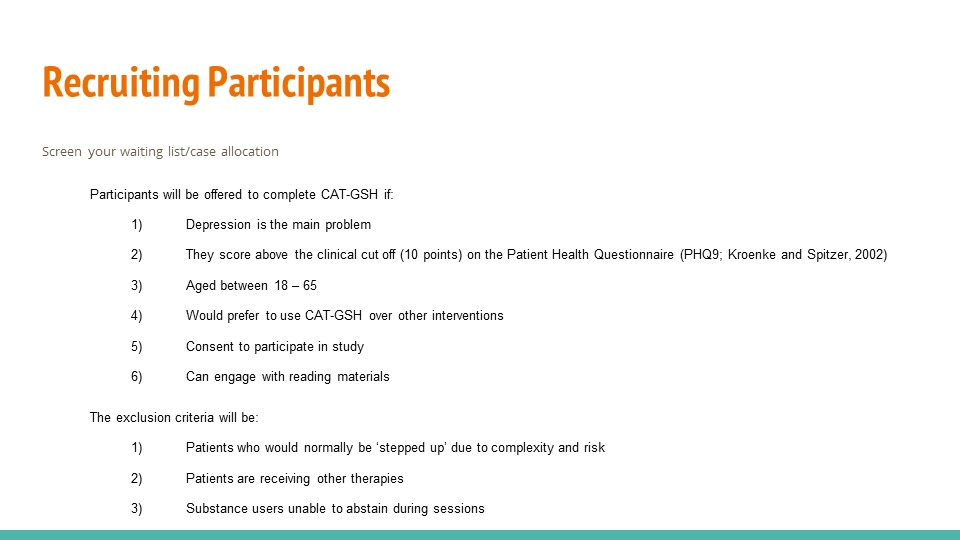 Recruiting Participants
Screen your waiting list/case allocation
Participants will be offered to complete CAT-GSH if:
1) Depression is the main problem
2) They score above the clinical cut off (10 points) on the Patient Health Questionnaire (PHQ9; Kroenke and Spitzer, 2002)
3) Aged between 18 – 65
4) Would prefer to use CAT-GSH over other interventions
5) Consent to participate in study
6) Can engage with reading materials
The exclusion criteria will be:
1) Patients who would normally be ‘stepped up’ due to complexity and risk
2) Patients are receiving other therapies
3) Substance users unable to abstain during sessions